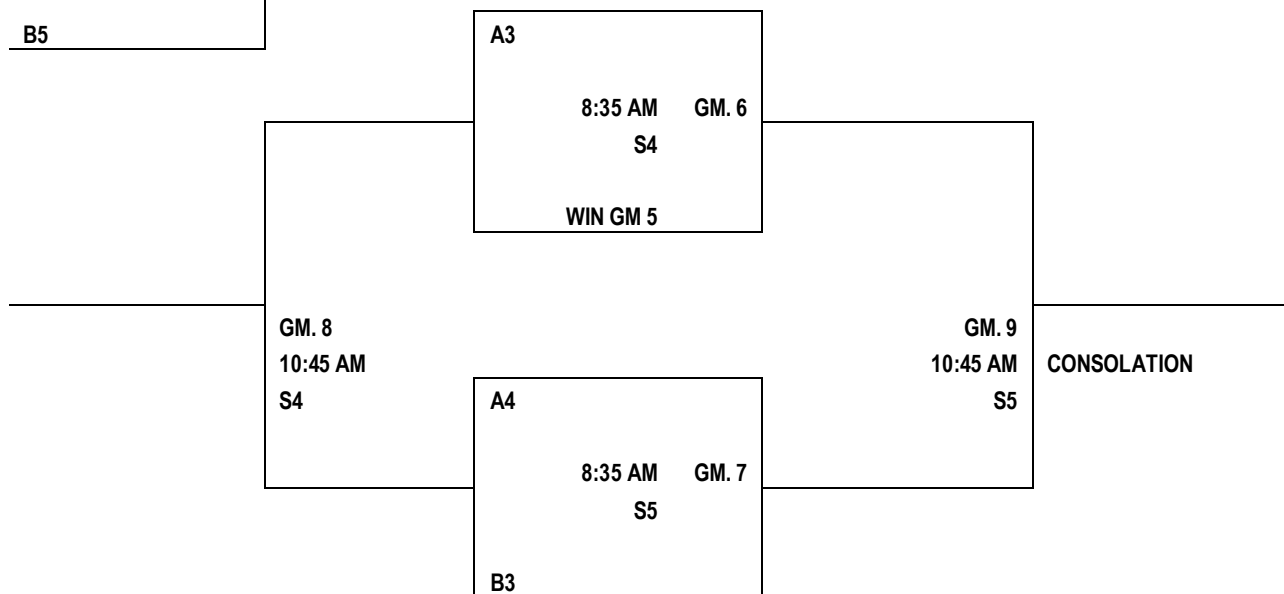 B5
A3
8:35 AM GM. 6
S4
WIN GM 5
GM. 8
10:45 AM
S4
GM. 9
10:45 AM CONSOLATION
S5
A4
8:35 AM GM. 7
S5
B3